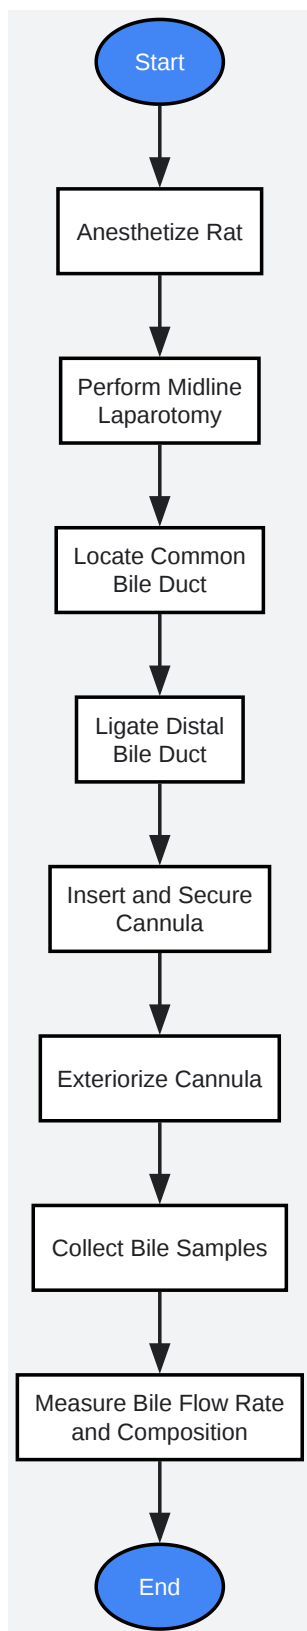 Start
Anesthetize Rat
Perform Midline
Laparotomy
Locate Common
Bile Duct
Ligate Distal
Bile Duct
Insert and Secure
Cannula
Exteriorize Cannula
Collect Bile Samples
Measure Bile Flow Rate
and Composition
End